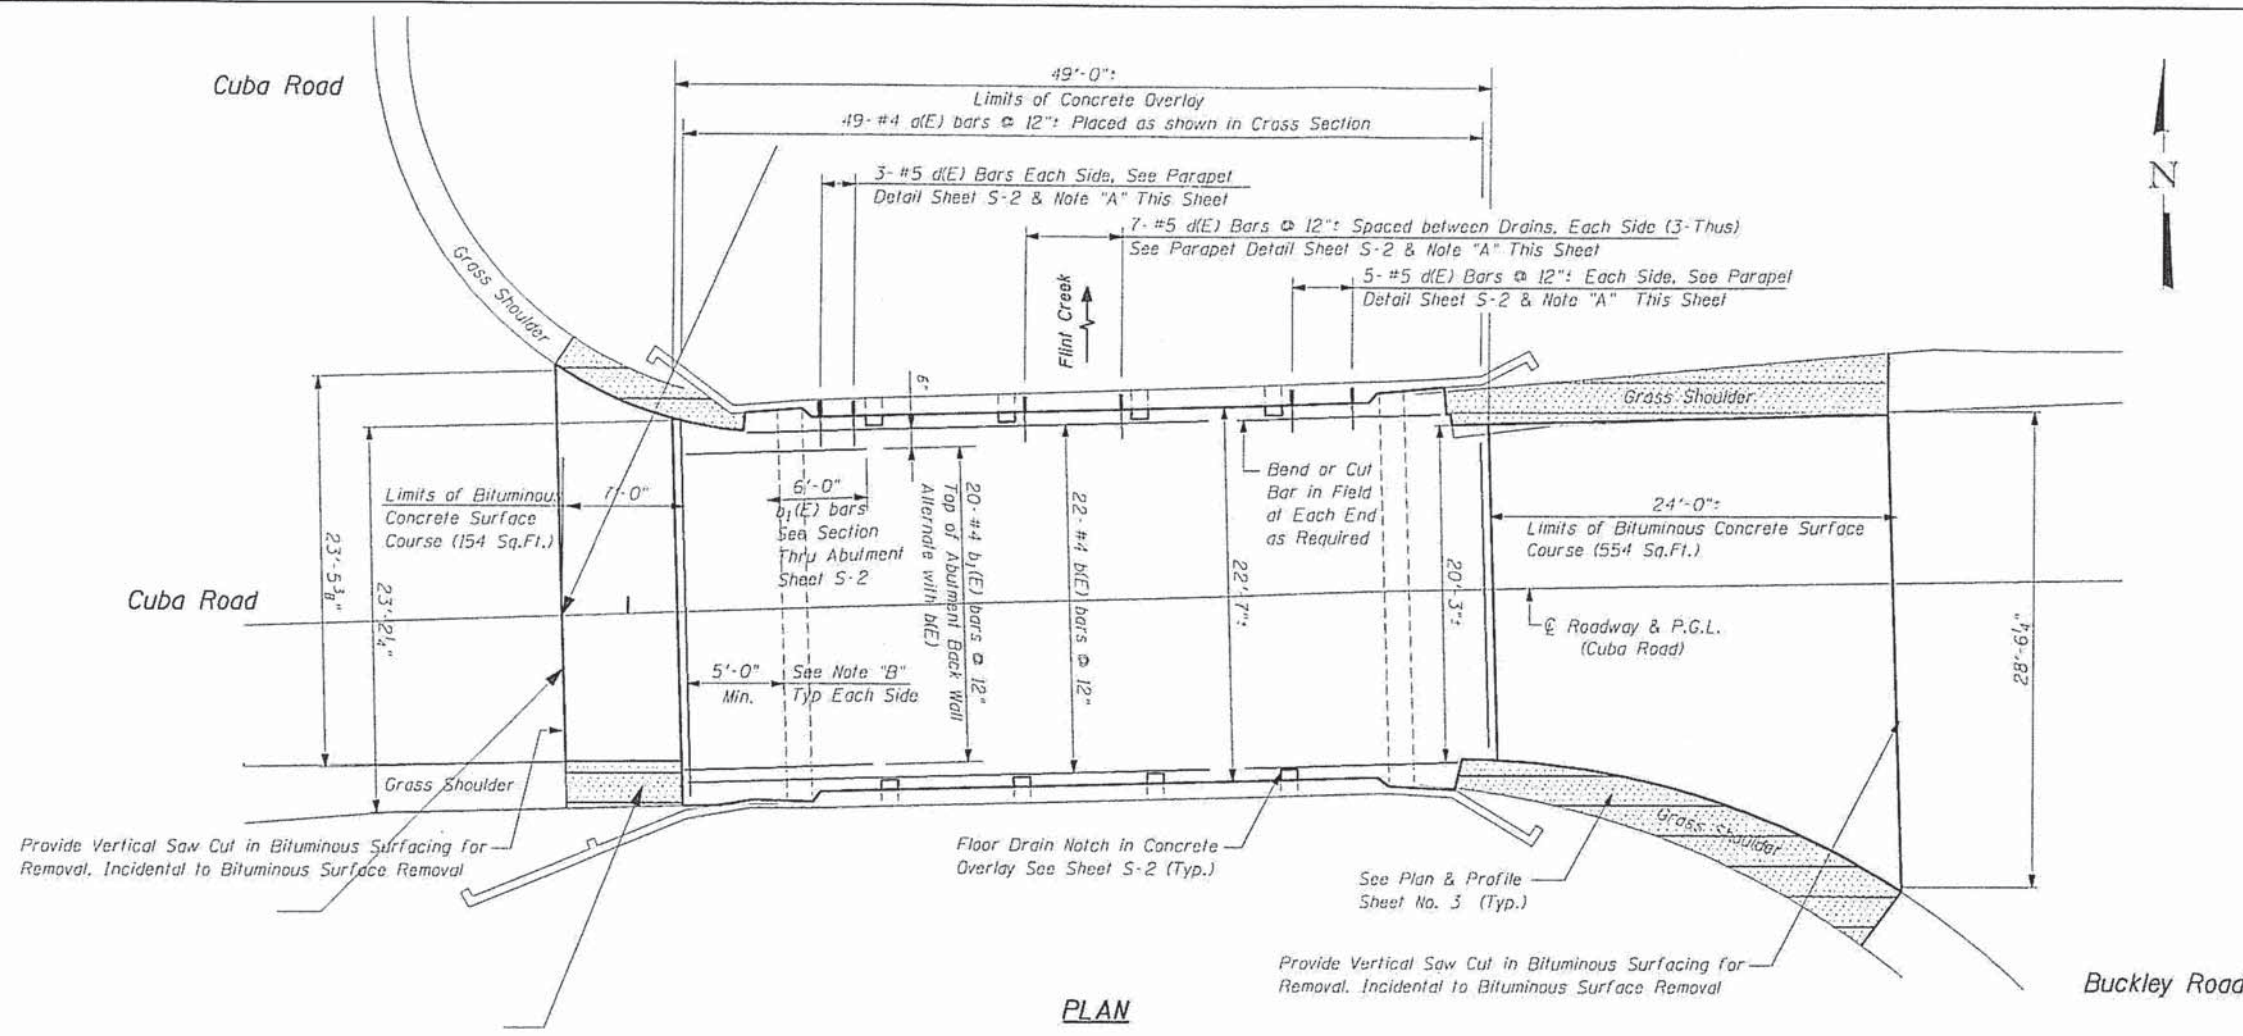 Cuba Road
49'-0"±
Limits of Concrete Overlay
49-#4 a(E) bars @ 12"± Placed as shown in Cross Section
3- #5 d(E) Bars Each Side, See Parapet
Detail Sheet S-2 & Note "A" This Sheet
7- #5 d(E) Bars @ 12"± Spaced between Drains, Each Side (3-Thus)
See Parapet Detail Sheet S-2 & Note "A" This Sheet
5- #5 d(E) Bars @ 12"± Each Side, See Parapet
Detail Sheet S-2 & Note "A" This Sheet
N
Grass Shoulder
Flint Creek
6"
Grass Shoulder
Limits of Bituminous
Concrete Surface
Course (154 Sq.Ft.)
7'-0"
6'-0"
b1(E) bars
See Section
Thru Abutment
Sheet S-2
20- #4 b1(E) bars @ 12"
Top of Abutment Back Wall
Alternate with b(E)
22- #4 b(E) bars @ 12"
22'-7"±
Bend or Cut
Bar in Field
at Each End
as Required
20'-3"±
24'-0"±
Limits of Bituminous Concrete Surface
Course (554 Sq.Ft.)
23'-5⅜"
23'-2¼"
Cuba Road
℄ Roadway & P.G.L.
(Cuba Road)
28'-6¼"
5'-0"
Min.
See Note "B"
Typ Each Side
Grass Shoulder
Provide Vertical Saw Cut in Bituminous Surfacing for
Removal. Incidental to Bituminous Surface Removal
Floor Drain Notch in Concrete
Overlay See Sheet S-2 (Typ.)
Grass Shoulder
See Plan & Profile
Sheet No. 3 (Typ.)
Provide Vertical Saw Cut in Bituminous Surfacing for
Removal. Incidental to Bituminous Surface Removal
Buckley Road
PLAN